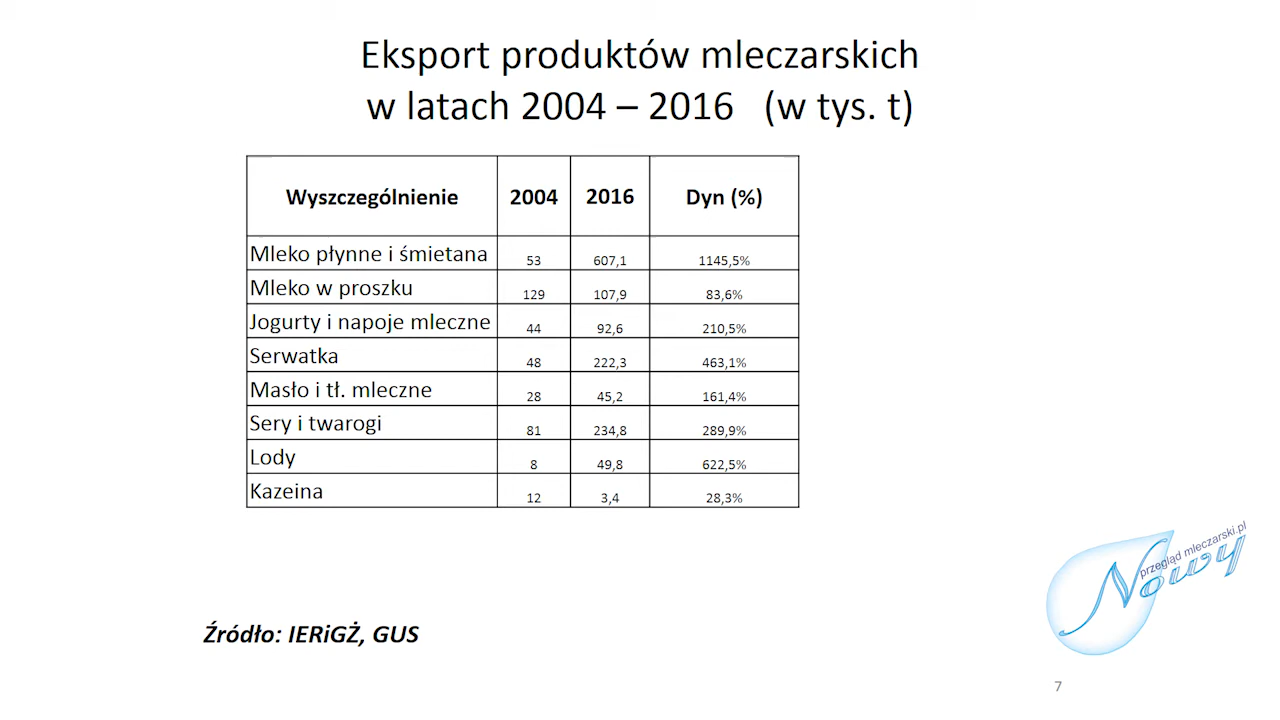 Eksport produktów mleczarskich
w latach 2004 – 2016 (w tys. t)
Wyszczególnienie 2004 2016 Dyn (%)
Mleko płynne i śmietana 53 607,1 1145,5%
Mleko w proszku 129 107,9 83,6%
Jogurty i napoje mleczne 44 92,6 210,5%
Serwatka 48 222,3 463,1%
Masło i tł. mleczne 28 45,2 161,4%
Sery i twarogi 81 234,8 289,9%
Lody 8 49,8 622,5%
Kazeina 12 3,4 28,3%
przegląd mleczarski.pl
Nowy
Źródło: IERiGŻ, GUS
7